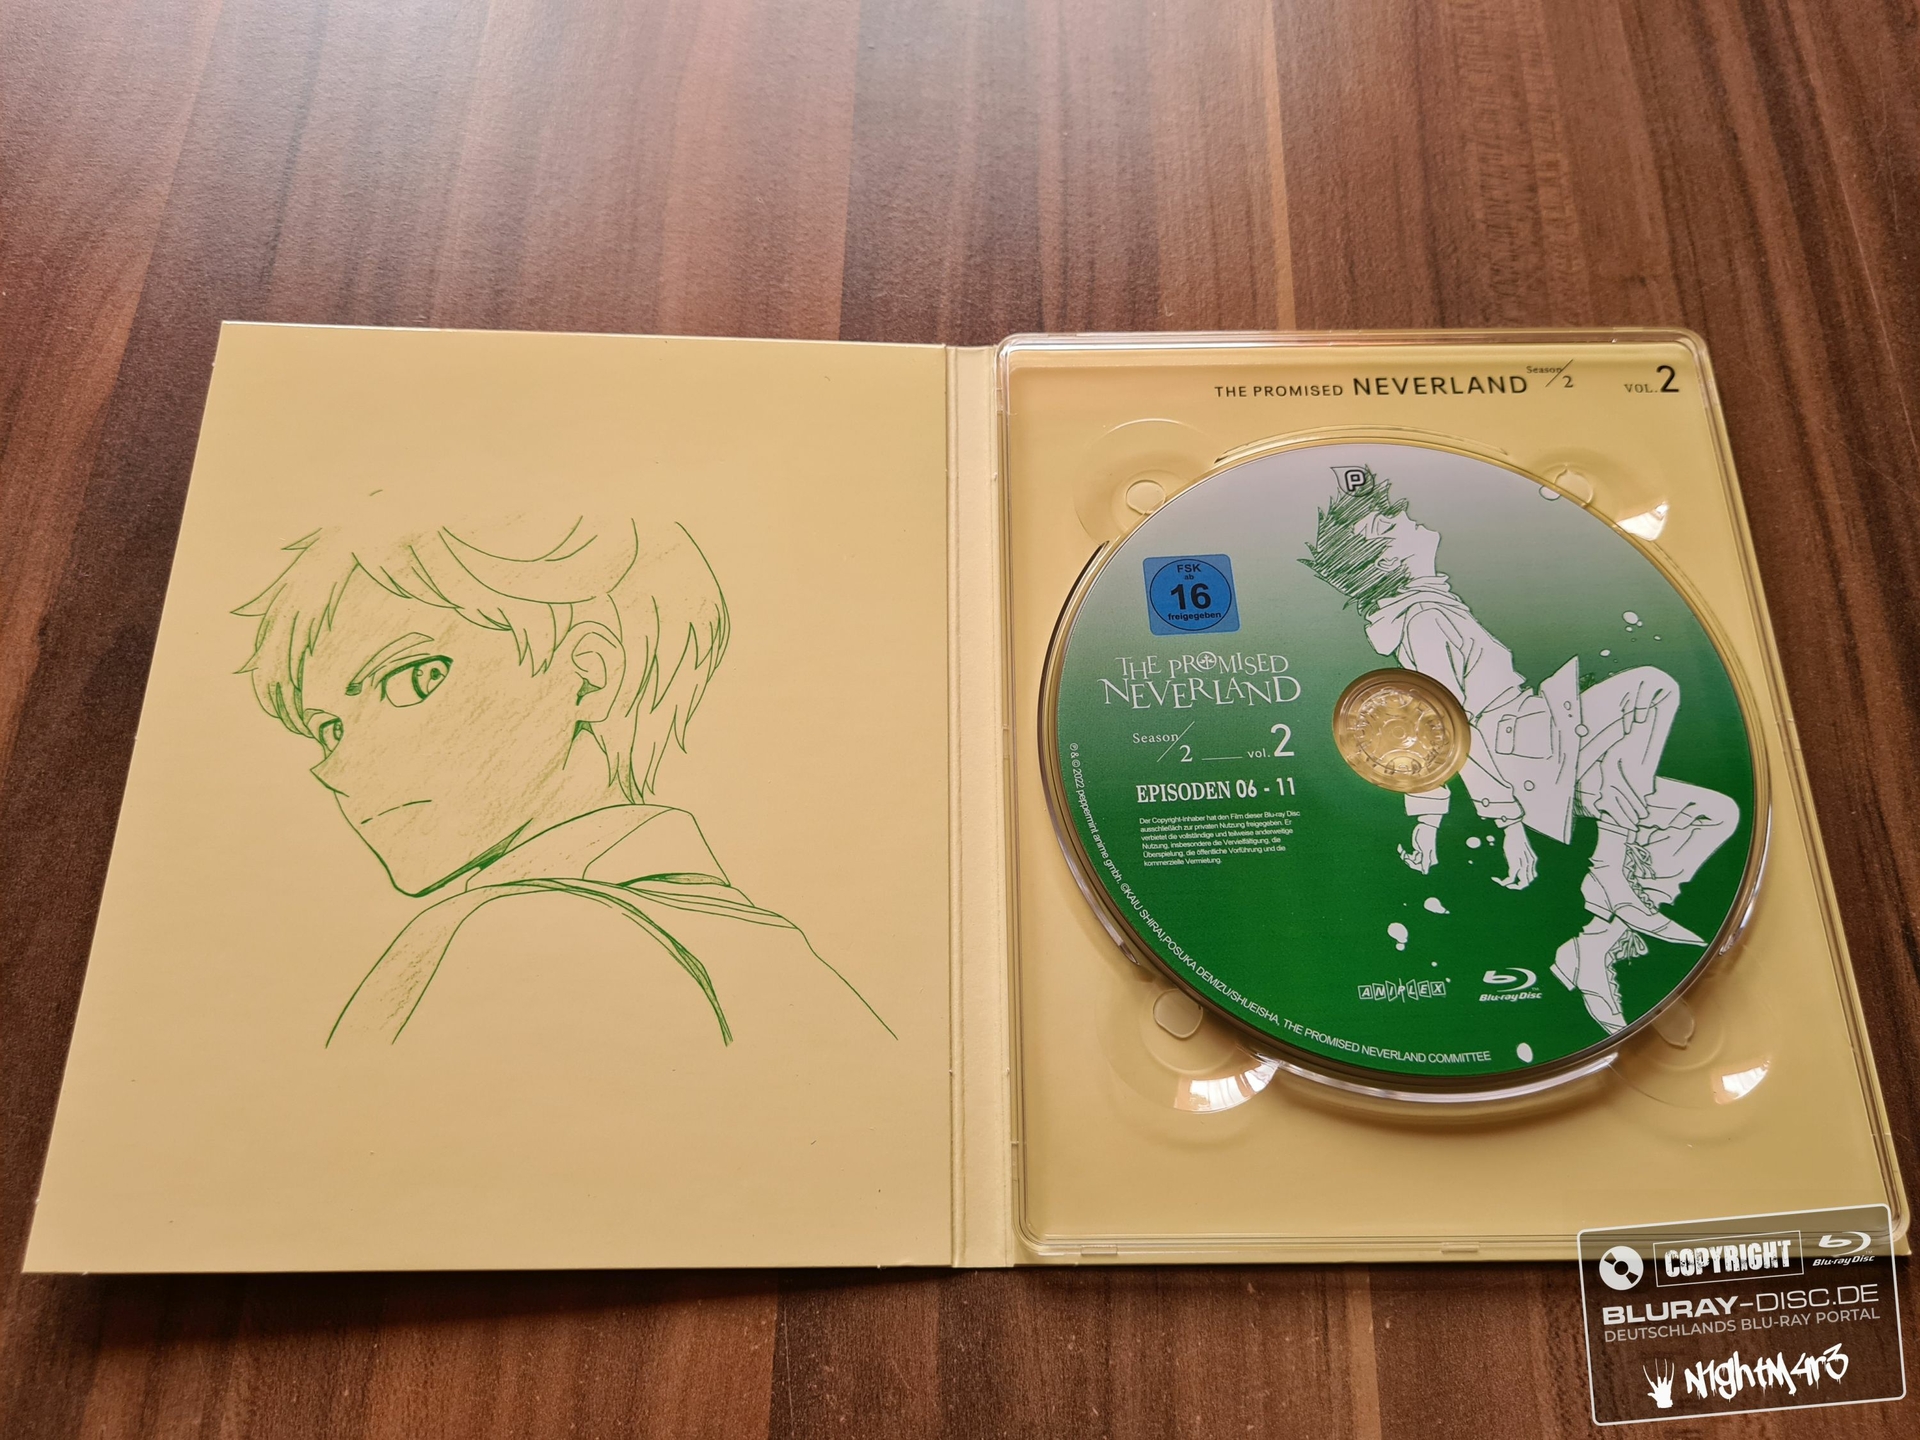 THE PROMISED NEVERLAND Season/2 VOL.2
P
FSK
ab
16
freigegeben
THE PROMISED
NEVERLAND
Season/2 vol.2
EPISODEN 06 - 11
Der Copyright-Inhaber hat den Film dieser Blu-ray Disc
ausschließlich zur privaten Nutzung freigegeben. Er
verbietet die vollständige und teilweise anderweitige
Nutzung, insbesondere die Vervielfältigung, die
Überspielung, die öffentliche Vorführung und die
kommerzielle Vermietung.
℗ & © 2022 peppermint anime gmbh. ©KAIU SHIRAI,POSUKA DEMIZU/SHUEISHA, THE PROMISED NEVERLAND COMMITTEE
ANIPLEX
Blu-ray Disc
COPYRIGHT
Blu-ray Disc
BLURAY-DISC.DE
DEUTSCHLANDS BLU-RAY PORTAL
N1ghtM4r3